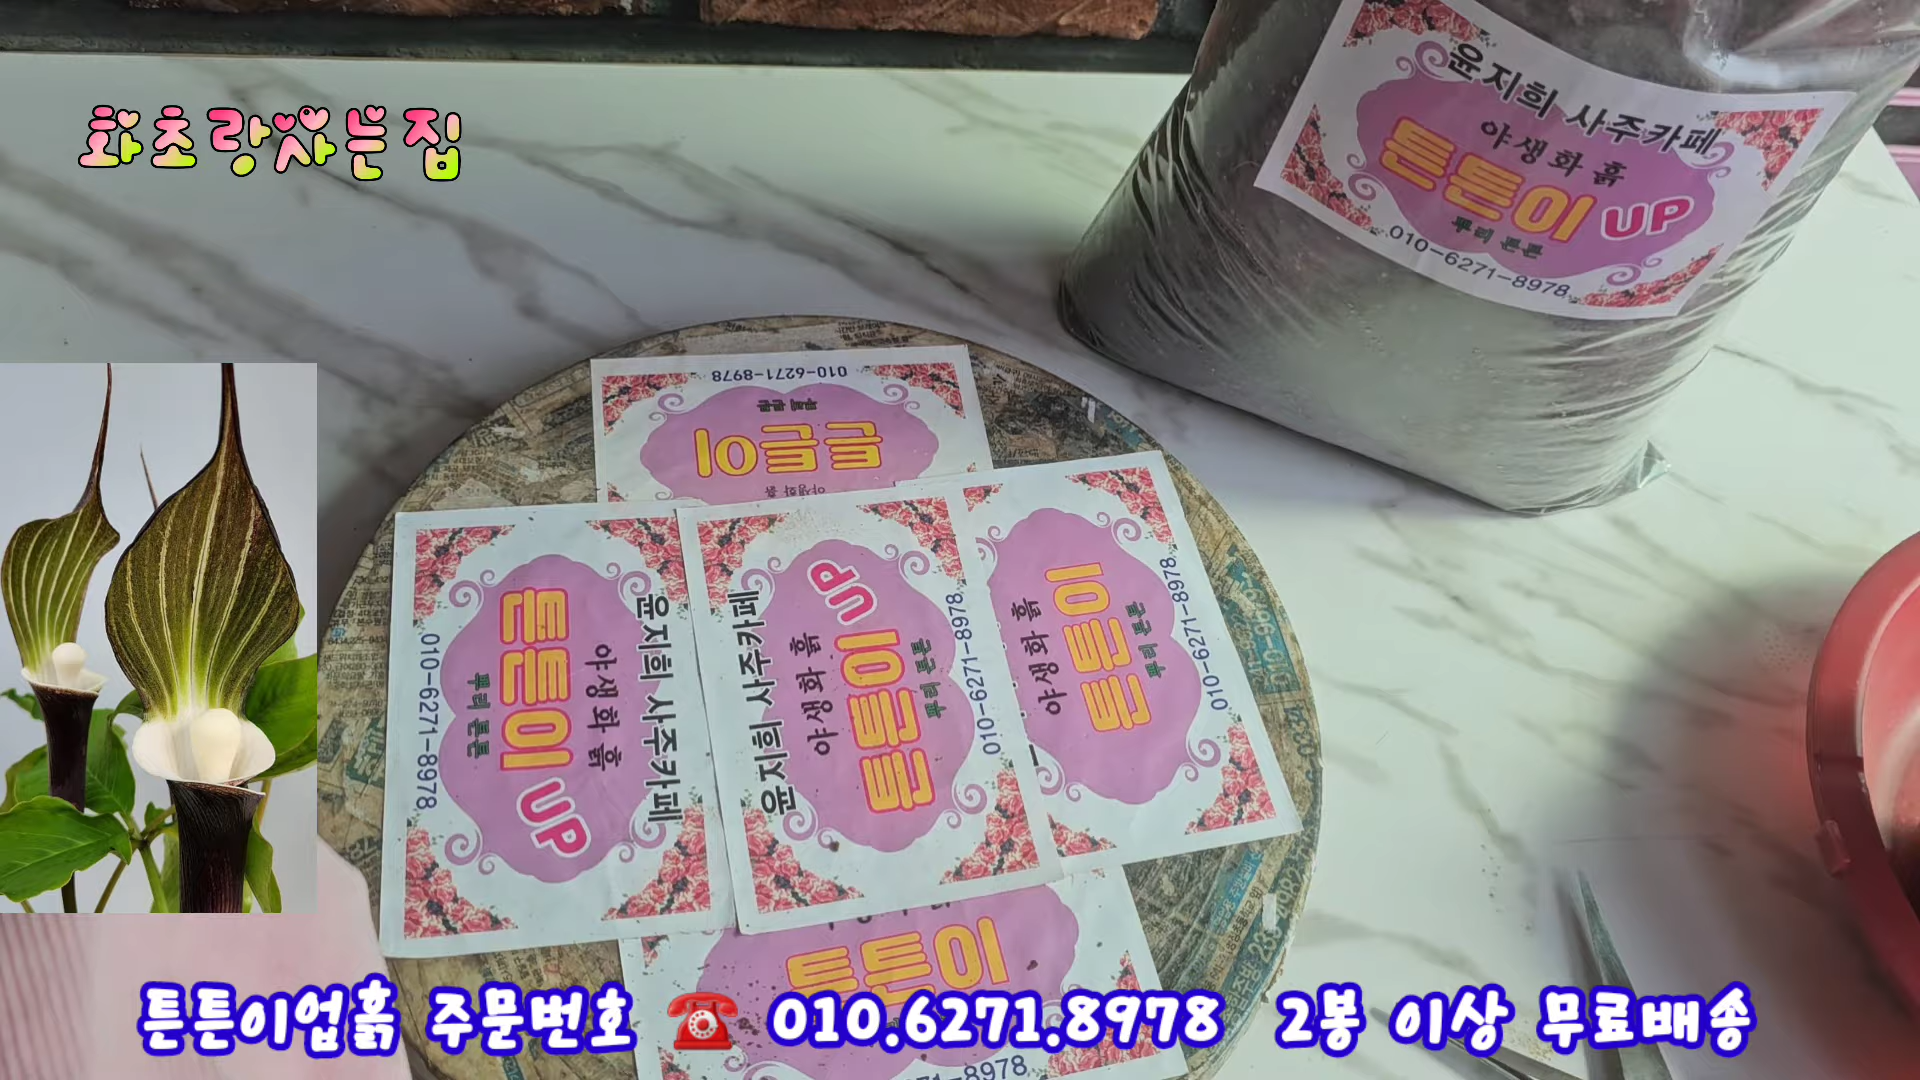 화초랑사는집
윤지희 사주카페
야생화 흙
튼튼이 UP
뿌리 튼튼
010-6271-8978
010-6271-8978
튼튼이
야생화 흙
윤지희 사주카페
야생화 흙
튼튼이 UP
뿌리 튼튼
010-6271-8978
윤지희 사주카페
야생화 흙
튼튼이 UP
뿌리 튼튼
010-6271-8978
야생화 흙
튼튼이
뿌리 튼튼
010-6271-8978
튼튼이
튼튼이업흙 주문번호 ☎ 010.6271.8978 2봉 이상 무료배송